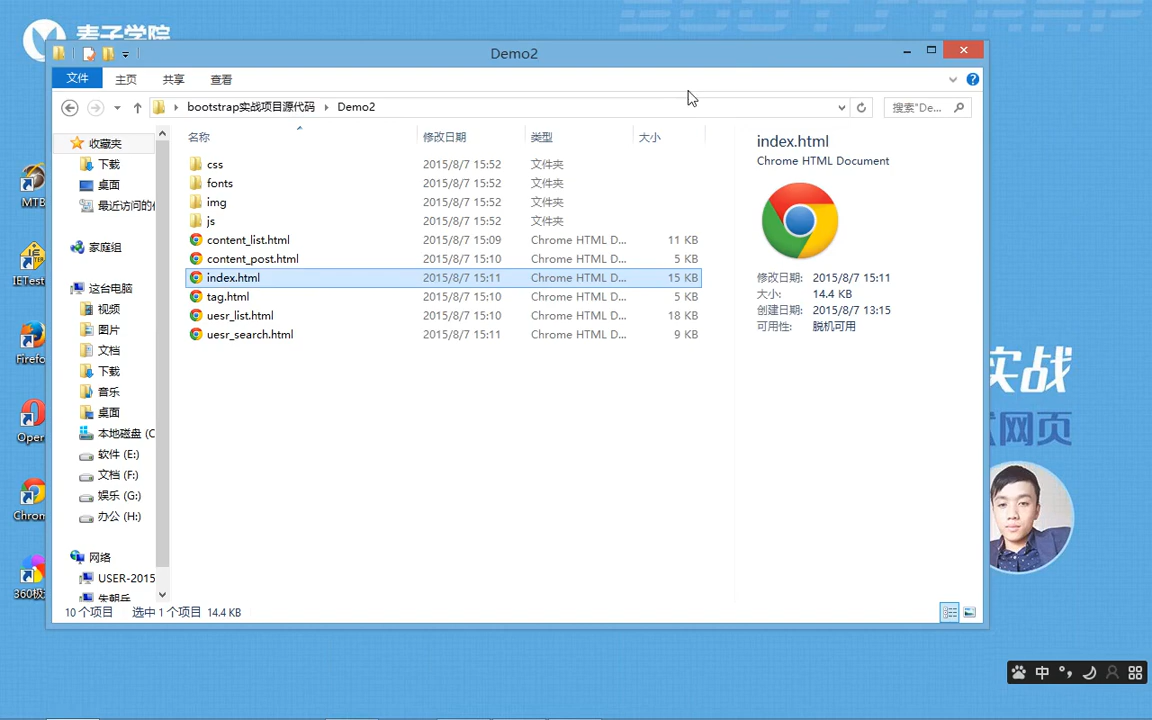 麦子学院
BOOTSTRAP
Demo2
文件 主页 共享 查看
bootstrap实战项目源代码 Demo2 搜索"De...
名称 修改日期 类型 大小
收藏夹
下载
桌面
最近访问的位
家庭组
这台电脑
视频
图片
文档
下载
音乐
桌面
本地磁盘 (C
软件 (E:)
文档 (F:)
娱乐 (G:)
办公 (H:)
网络
USER-2015
朱朝兵
css 2015/8/7 15:52 文件夹
fonts 2015/8/7 15:52 文件夹
img 2015/8/7 15:52 文件夹
js 2015/8/7 15:52 文件夹
content_list.html 2015/8/7 15:09 Chrome HTML D... 11 KB
content_post.html 2015/8/7 15:10 Chrome HTML D... 5 KB
index.html 2015/8/7 15:11 Chrome HTML D... 15 KB
tag.html 2015/8/7 15:10 Chrome HTML D... 5 KB
uesr_list.html 2015/8/7 15:10 Chrome HTML D... 18 KB
uesr_search.html 2015/8/7 15:11 Chrome HTML D... 9 KB
index.html
Chrome HTML Document
修改日期: 2015/8/7 15:11
大小: 14.4 KB
创建日期: 2015/8/7 13:15
可用性: 脱机可用
10 个项目 选中 1 个项目 14.4 KB
MTB
IETest
Firefo
Oper
Chron
360极
实战
网页
中